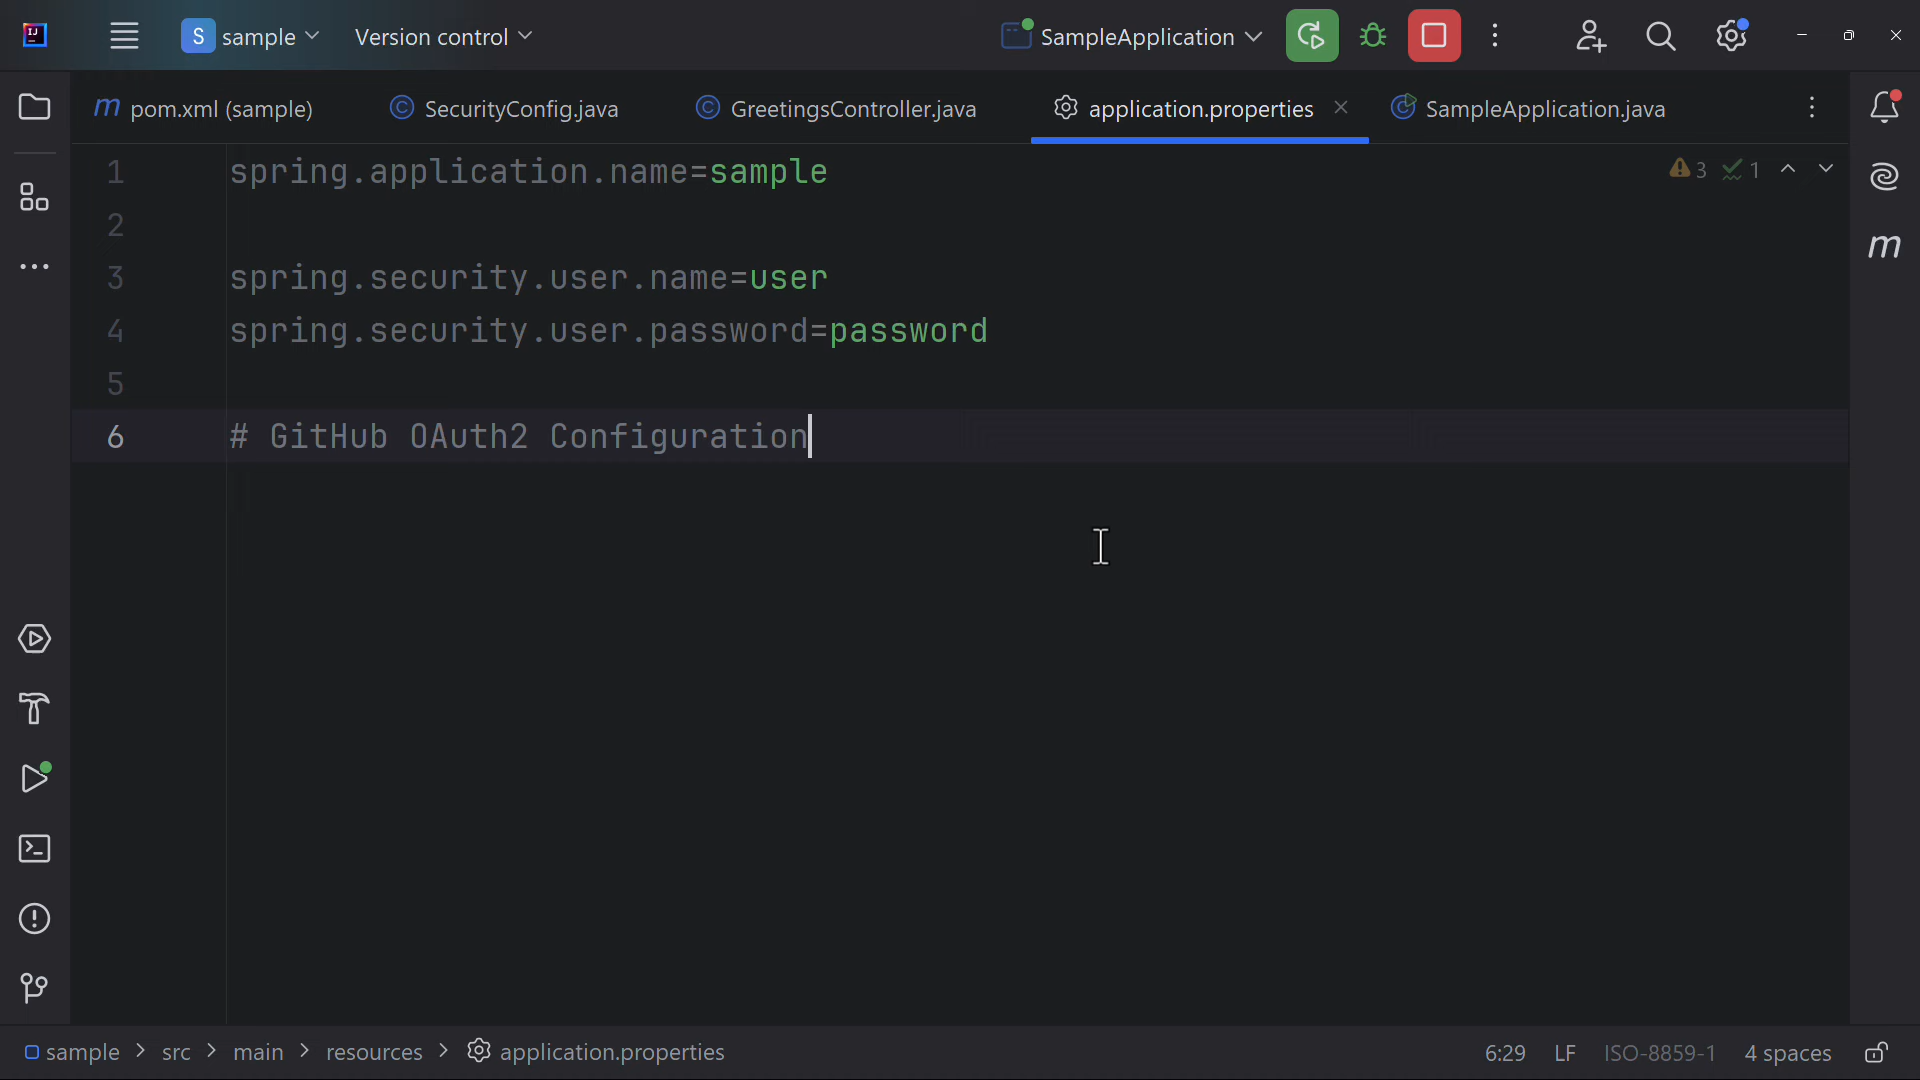 IJ
S sample Version control SampleApplication
m pom.xml (sample) SecurityConfig.java GreetingsController.java application.properties SampleApplication.java
1 spring.application.name=sample
3 1
2
3 spring.security.user.name=user
4 spring.security.user.password=password
5
6 # GitHub OAuth2 Configuration
m
sample > src > main > resources > application.properties 6:29 LF ISO-8859-1 4 spaces